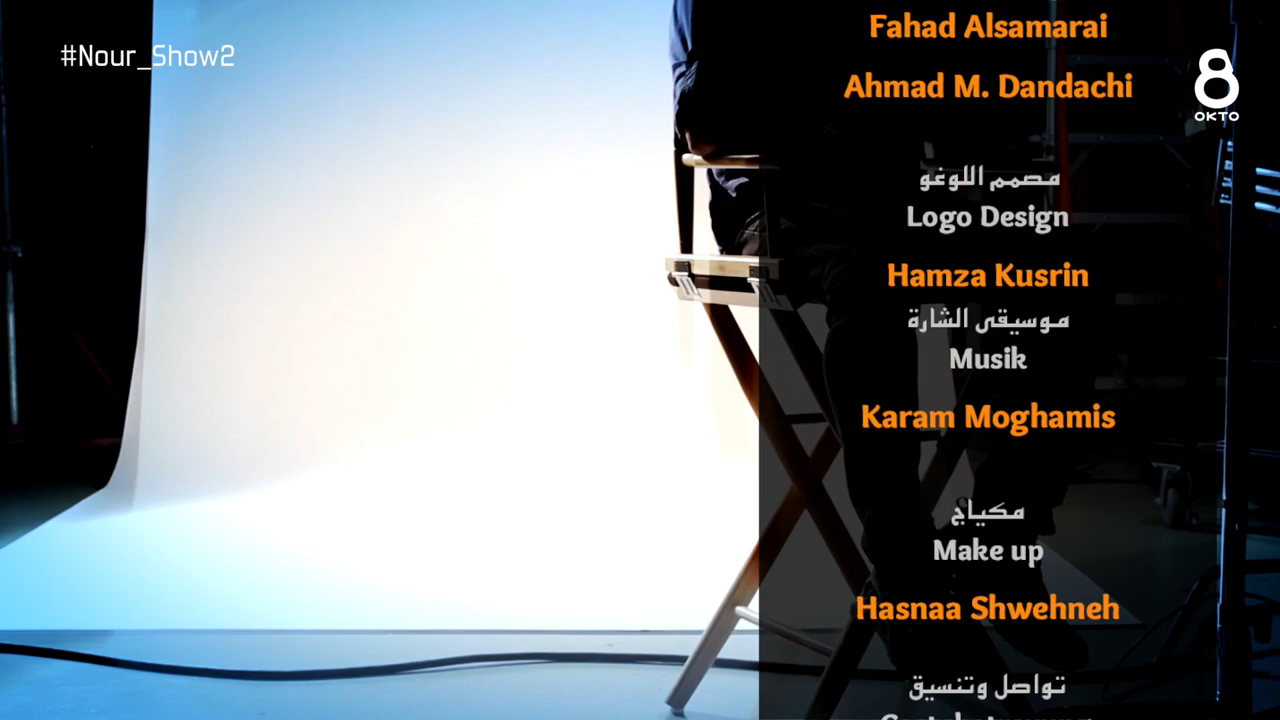 #Nour_Show2
8
OKTO
Fahad Alsamarai
Ahmad M. Dandachi
مصمم اللوغو
Logo Design
Hamza Kusrin
موسيقى الشارة
Musik
Karam Moghamis
مكياج
Make up
Hasnaa Shwehneh
تواصل وتنسيق